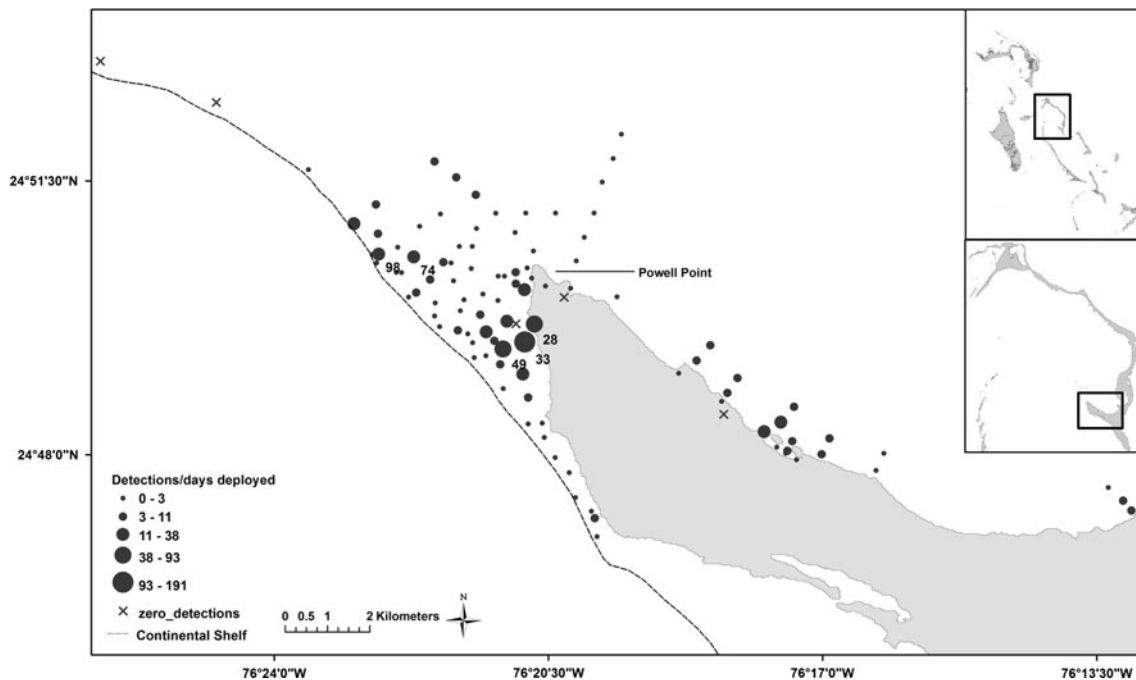 24°51'30"N
Powell Point
98
74
28
33
49
24°48'0"N
Detections/days deployed
0 - 3
3 - 11
11 - 38
38 - 93
93 - 191
zero_detections
Continental Shelf
0 0.5 1 2 Kilometers
N
76°24'0"W 76°20'30"W 76°17'0"W 76°13'30"W